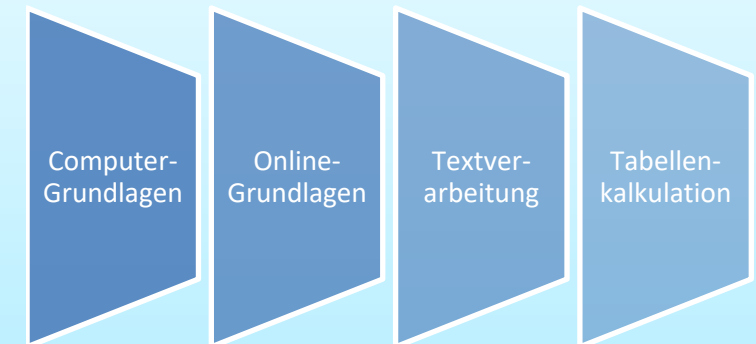 Computer-
Grundlagen
Online-
Grundlagen
Textver-
arbeitung
Tabellen-
kalkulation